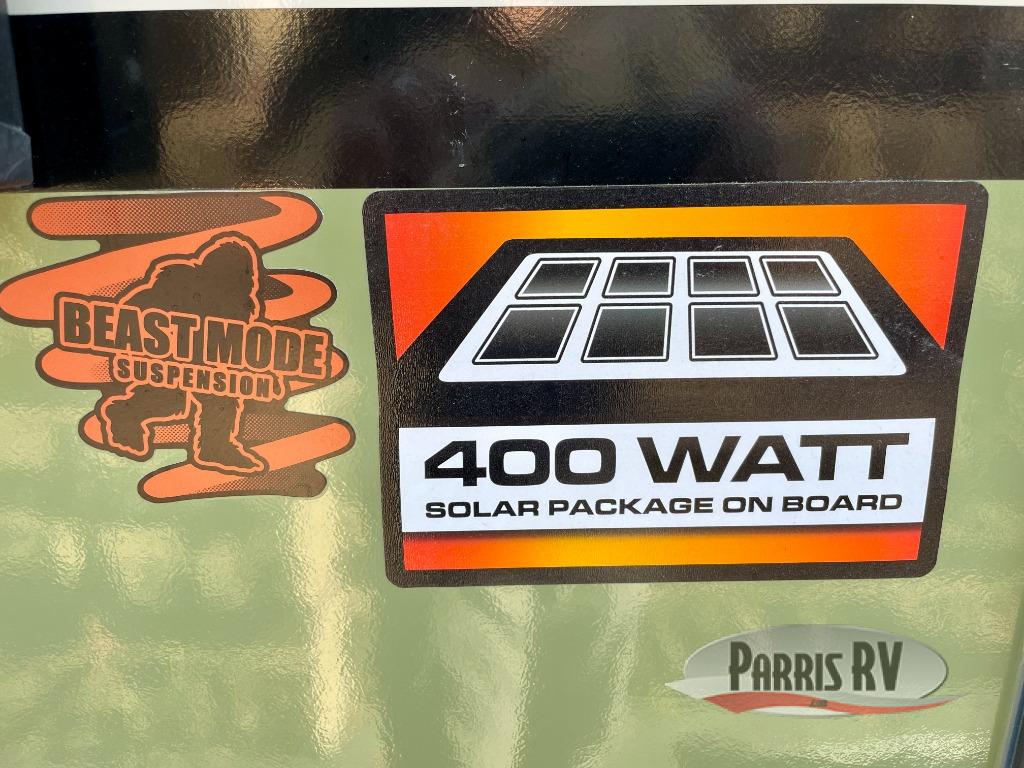 BEAST MODE
SUSPENSION
400 WATT
SOLAR PACKAGE ON BOARD
PARRIS RV